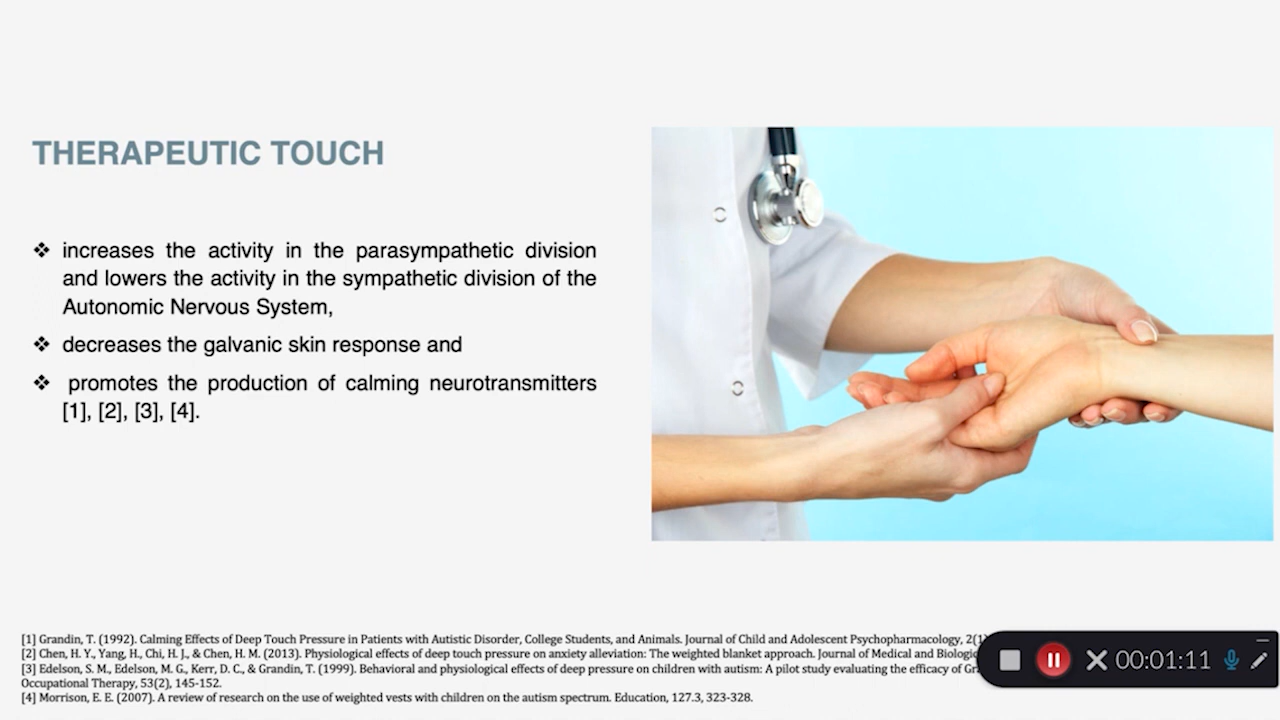 THERAPEUTIC TOUCH
❖ increases the activity in the parasympathetic division
and lowers the activity in the sympathetic division of the
Autonomic Nervous System,
❖ decreases the galvanic skin response and
❖ promotes the production of calming neurotransmitters
[1], [2], [3], [4].
[1] Grandin, T. (1992). Calming Effects of Deep Touch Pressure in Patients with Autistic Disorder, College Students, and Animals. Journal of Child and Adolescent Psychopharmacology,
[2] Chen, H. Y., Yang, H., Chi, H. J., & Chen, H. M. (2013). Physiological effects of deep touch pressure on anxiety alleviation: The weighted blanket approach. Journal of Medical and
[3] Edelson, S. M., Edelson, M. G., Kerr, D. C., & Grandin, T. (1999). Behavioral and physiological effects of deep pressure on children with autism: A pilot study evaluating the efficacy of
Occupational Therapy, 53(2), 145-152.
[4] Morrison, E. E. (2007). A review of research on the use of weighted vests with children on the autism spectrum. Education, 127.3, 323-328.
00:01:11